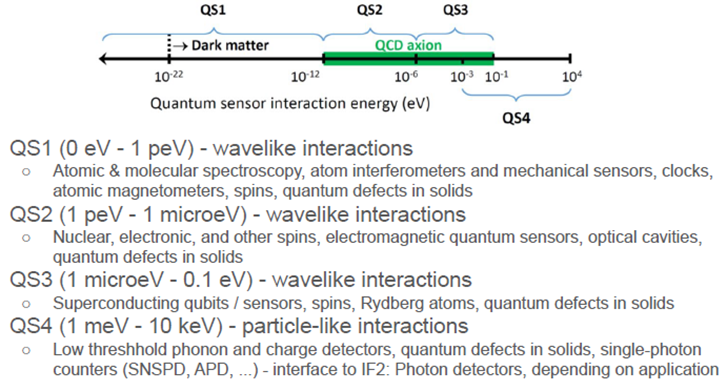 QS1 QS2 QS3
→ Dark matter QCD axion
10⁻²² 10⁻¹² 10⁻⁶ 10⁻³ 10⁻¹ 10⁴
Quantum sensor interaction energy (eV) QS4
QS1 (0 eV - 1 peV) - wavelike interactions
○ Atomic & molecular spectroscopy, atom interferometers and mechanical sensors, clocks,
atomic magnetometers, spins, quantum defects in solids
QS2 (1 peV - 1 microeV) - wavelike interactions
○ Nuclear, electronic, and other spins, electromagnetic quantum sensors, optical cavities,
quantum defects in solids
QS3 (1 microeV - 0.1 eV) - wavelike interactions
○ Superconducting qubits / sensors, spins, Rydberg atoms, quantum defects in solids
QS4 (1 meV - 10 keV) - particle-like interactions
○ Low threshhold phonon and charge detectors, quantum defects in solids, single-photon
counters (SNSPD, APD, ...) - interface to IF2: Photon detectors, depending on application